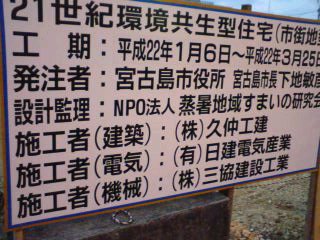 21世紀環境共生型住宅(市街地型
工　期：平成22年1月6日〜平成22年3月25日
発注者：宮古島市役所 宮古島市長 下地敏
設計監理：NPO法人 蒸暑地域すまいの研究会
施工者(建築)：(株)久仲工建
施工者(電気)：(有)日建電気産業
施工者(機械)：(株)三協建設工業